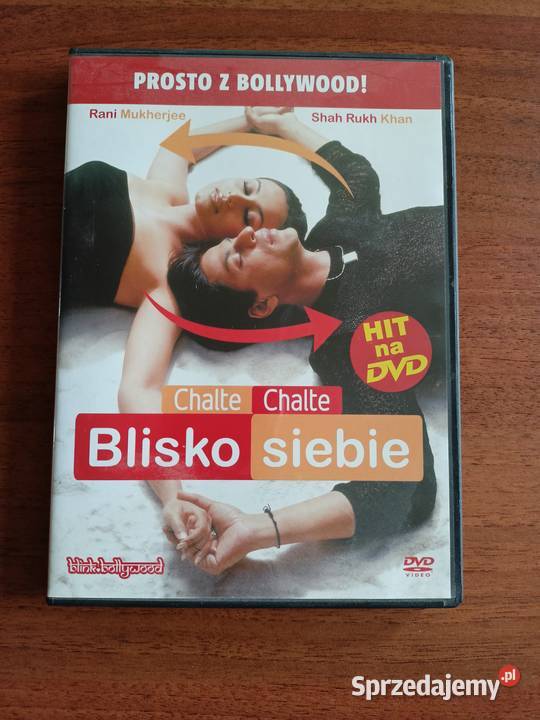 PROSTO Z BOLLYWOOD!
Rani Mukherjee Shah Rukh Khan
HIT
na
DVD
Chalte Chalte
Blisko siebie
blink.bollywood
DVD
VIDEO
Sprzedajemy.pl